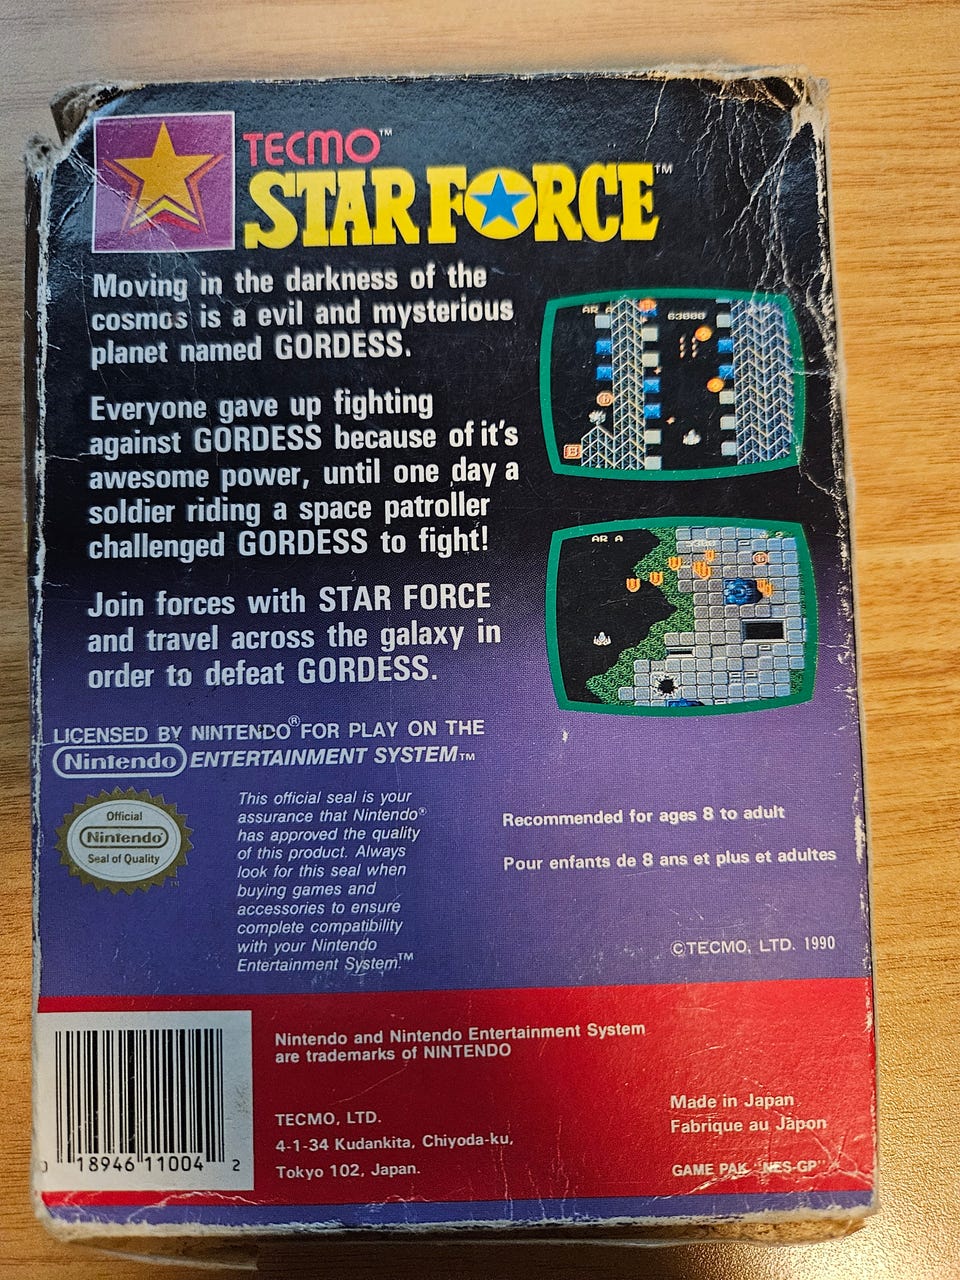 TECMO™
STAR FORCE™
Moving in the darkness of the
cosmos is a evil and mysterious
planet named GORDESS.
Everyone gave up fighting
against GORDESS because of it's
awesome power, until one day a
soldier riding a space patroller
challenged GORDESS to fight!
Join forces with STAR FORCE
and travel across the galaxy in
order to defeat GORDESS.
AR A
63000
AR A
LICENSED BY NINTENDO® FOR PLAY ON THE
Nintendo ENTERTAINMENT SYSTEM™
Official
Nintendo
Seal of Quality
™
This official seal is your
assurance that Nintendo®
has approved the quality
of this product. Always
look for this seal when
buying games and
accessories to ensure
complete compatibility
with your Nintendo
Entertainment System.™
Recommended for ages 8 to adult
Pour enfants de 8 ans et plus et adultes
©TECMO, LTD. 1990
Nintendo and Nintendo Entertainment System
are trademarks of NINTENDO
TECMO, LTD.
4-1-34 Kudankita, Chiyoda-ku,
Tokyo 102, Japan.
Made in Japan
Fabrique au Japon
GAME PAK "NES-GP"
0 18946 11004 2